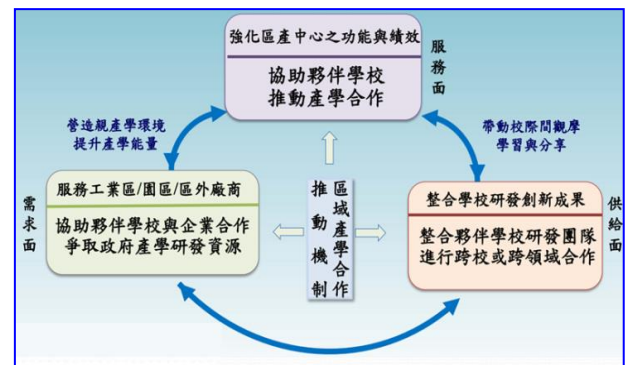 強化區產中心之功能與績效
協助夥伴學校
推動產學合作
服務面
營造親產學環境
提升產學能量
帶動校際間觀摩
學習與分享
需求面
服務工業區/園區/區外廠商
協助夥伴學校與企業合作
爭取政府產學研發資源
區域產學合作
推動機制
整合學校研發創新成果
整合夥伴學校研發團隊
進行跨校或跨領域合作
供給面